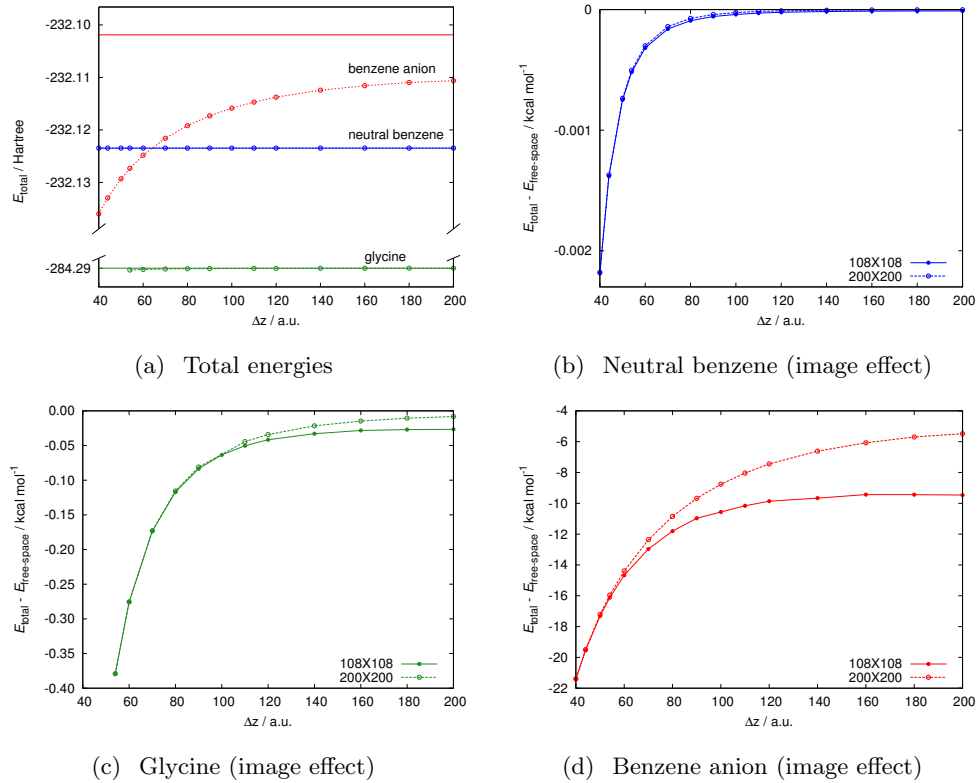 -232.10
-232.11
-232.12
-232.13
-284.29
E_total / Hartree
benzene anion
neutral benzene
glycine
40 60 80 100 120 140 160 180 200
Δz / a.u.
(a) Total energies
0
-0.001
-0.002
E_total - E_free-space / kcal mol⁻¹
108X108
200X200
40 60 80 100 120 140 160 180 200
Δz / a.u.
(b) Neutral benzene (image effect)
0.00
-0.05
-0.10
-0.15
-0.20
-0.25
-0.30
-0.35
-0.40
E_total - E_free-space / kcal mol⁻¹
108X108
200X200
40 60 80 100 120 140 160 180 200
Δz / a.u.
(c) Glycine (image effect)
-4
-6
-8
-10
-12
-14
-16
-18
-20
-22
E_total - E_free-space / kcal mol⁻¹
108X108
200X200
40 60 80 100 120 140 160 180 200
Δz / a.u.
(d) Benzene anion (image effect)